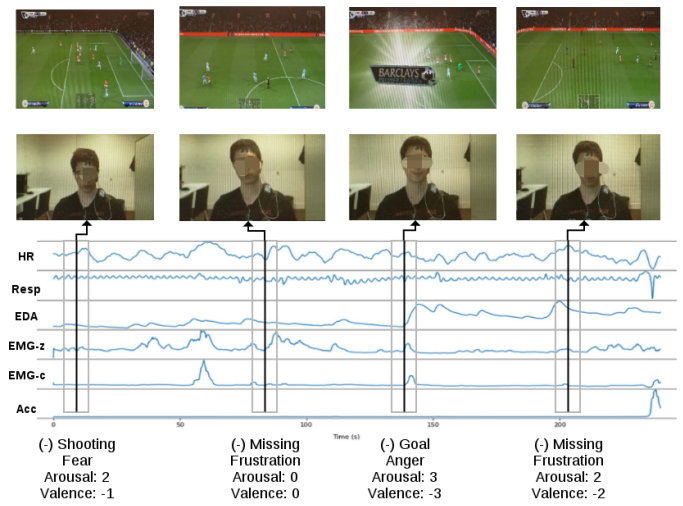 BARCLAYS
HR
Resp
EDA
EMG-z
EMG-c
Acc
0 50 100 150 200
Time (s)
(-) Shooting (-) Missing (-) Goal (-) Missing
Fear Frustration Anger Frustration
Arousal: 2 Arousal: 0 Arousal: 3 Arousal: 2
Valence: -1 Valence: 0 Valence: -3 Valence: -2